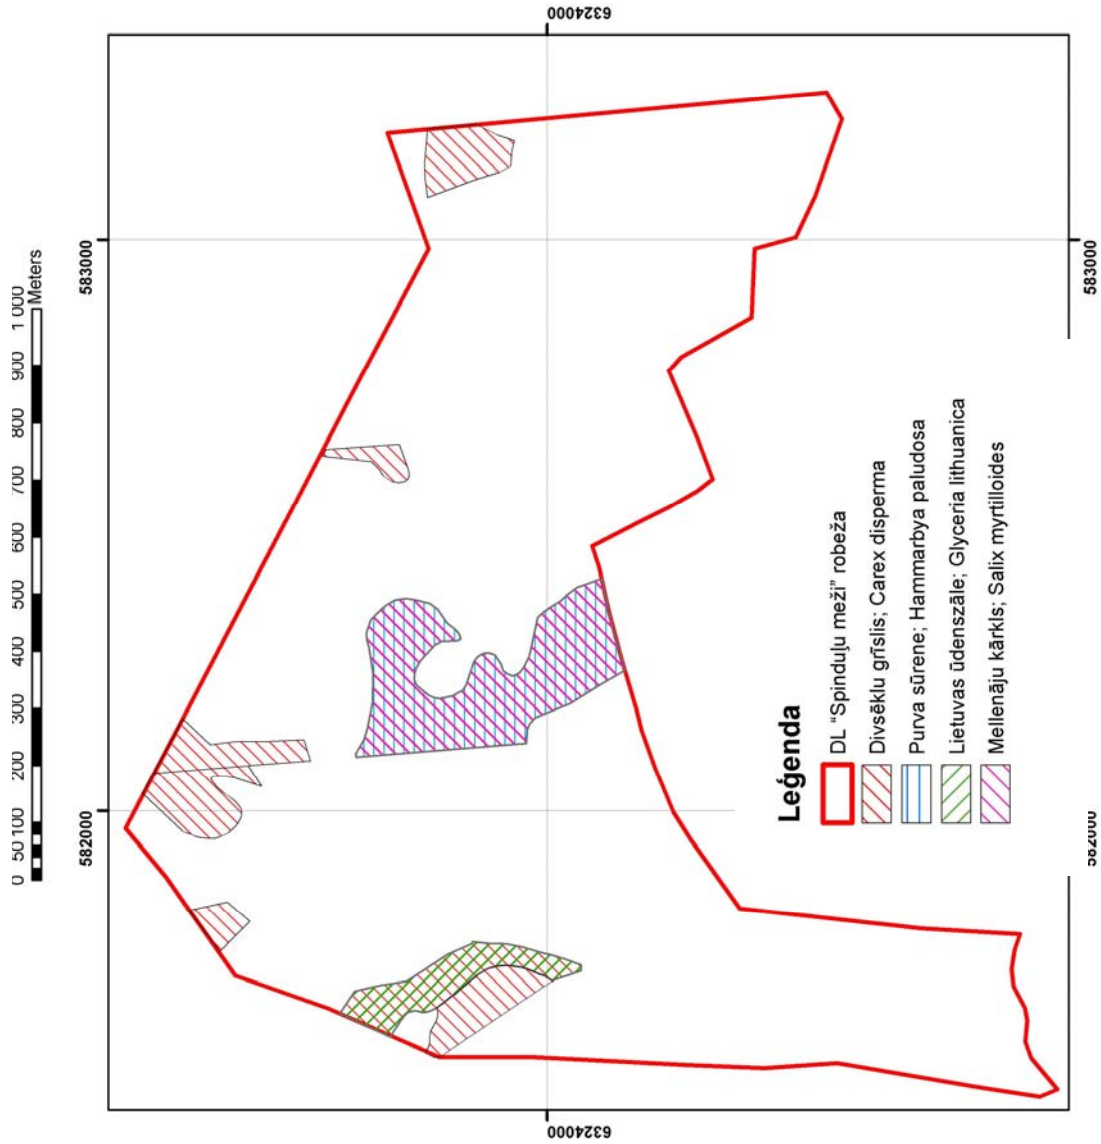 6324000
0 50 100 200 300 400 500 600 700 800 900 1 000
Meters
582000
583000
Leģenda
DL “Spinduļu meži” robeža
Divsēklu grīslis; Carex disperma
Purva sūrene; Hammarbya paludosa
Lietuvas ūdenszāle; Glyceria lithuanica
Mellenāju kārkls; Salix myrtilloides
582000
583000
6324000